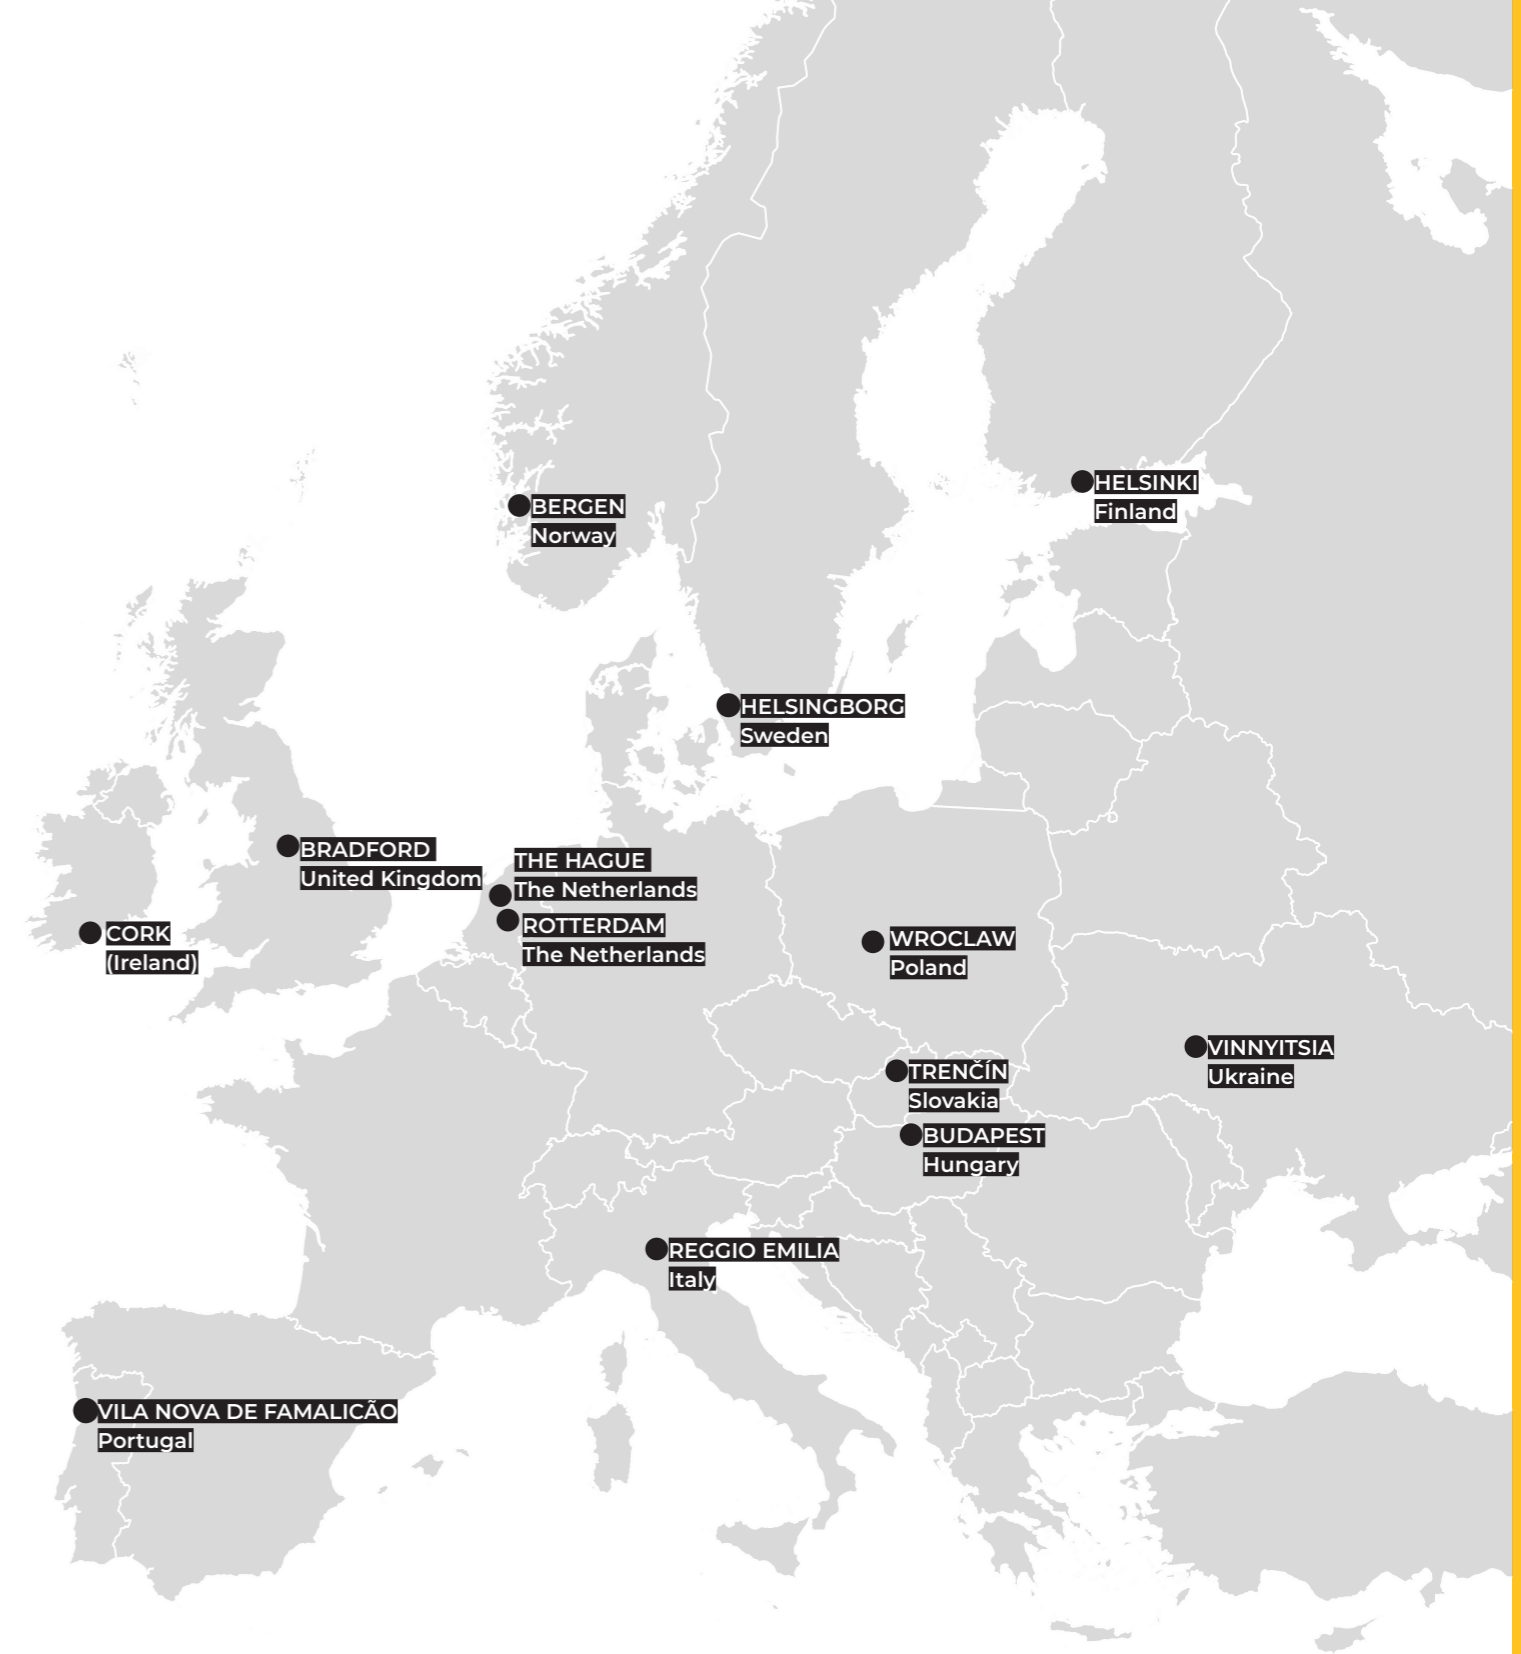 HELSINKI
Finland
BERGEN
Norway
HELSINGBORG
Sweden
BRADFORD
United Kingdom
THE HAGUE
The Netherlands
ROTTERDAM
The Netherlands
CORK
(Ireland)
WROCLAW
Poland
VINNYITSIA
Ukraine
TRENČÍN
Slovakia
BUDAPEST
Hungary
REGGIO EMILIA
Italy
VILA NOVA DE FAMALICÃO
Portugal